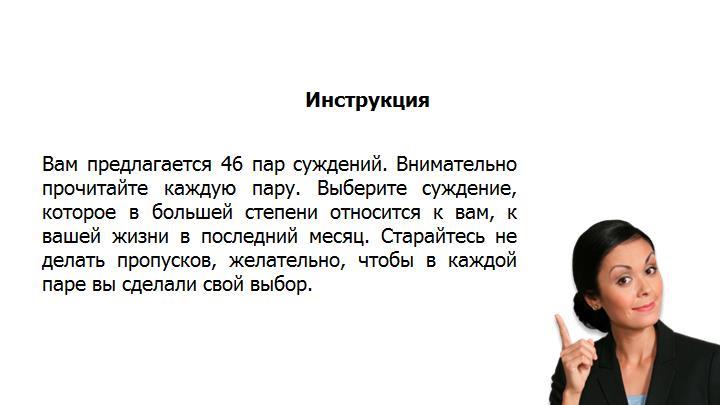 Инструкция
Вам предлагается 46 пар суждений. Внимательно
прочитайте каждую пару. Выберите суждение,
которое в большей степени относится к вам, к
вашей жизни в последний месяц. Старайтесь не
делать пропусков, желательно, чтобы в каждой
паре вы сделали свой выбор.